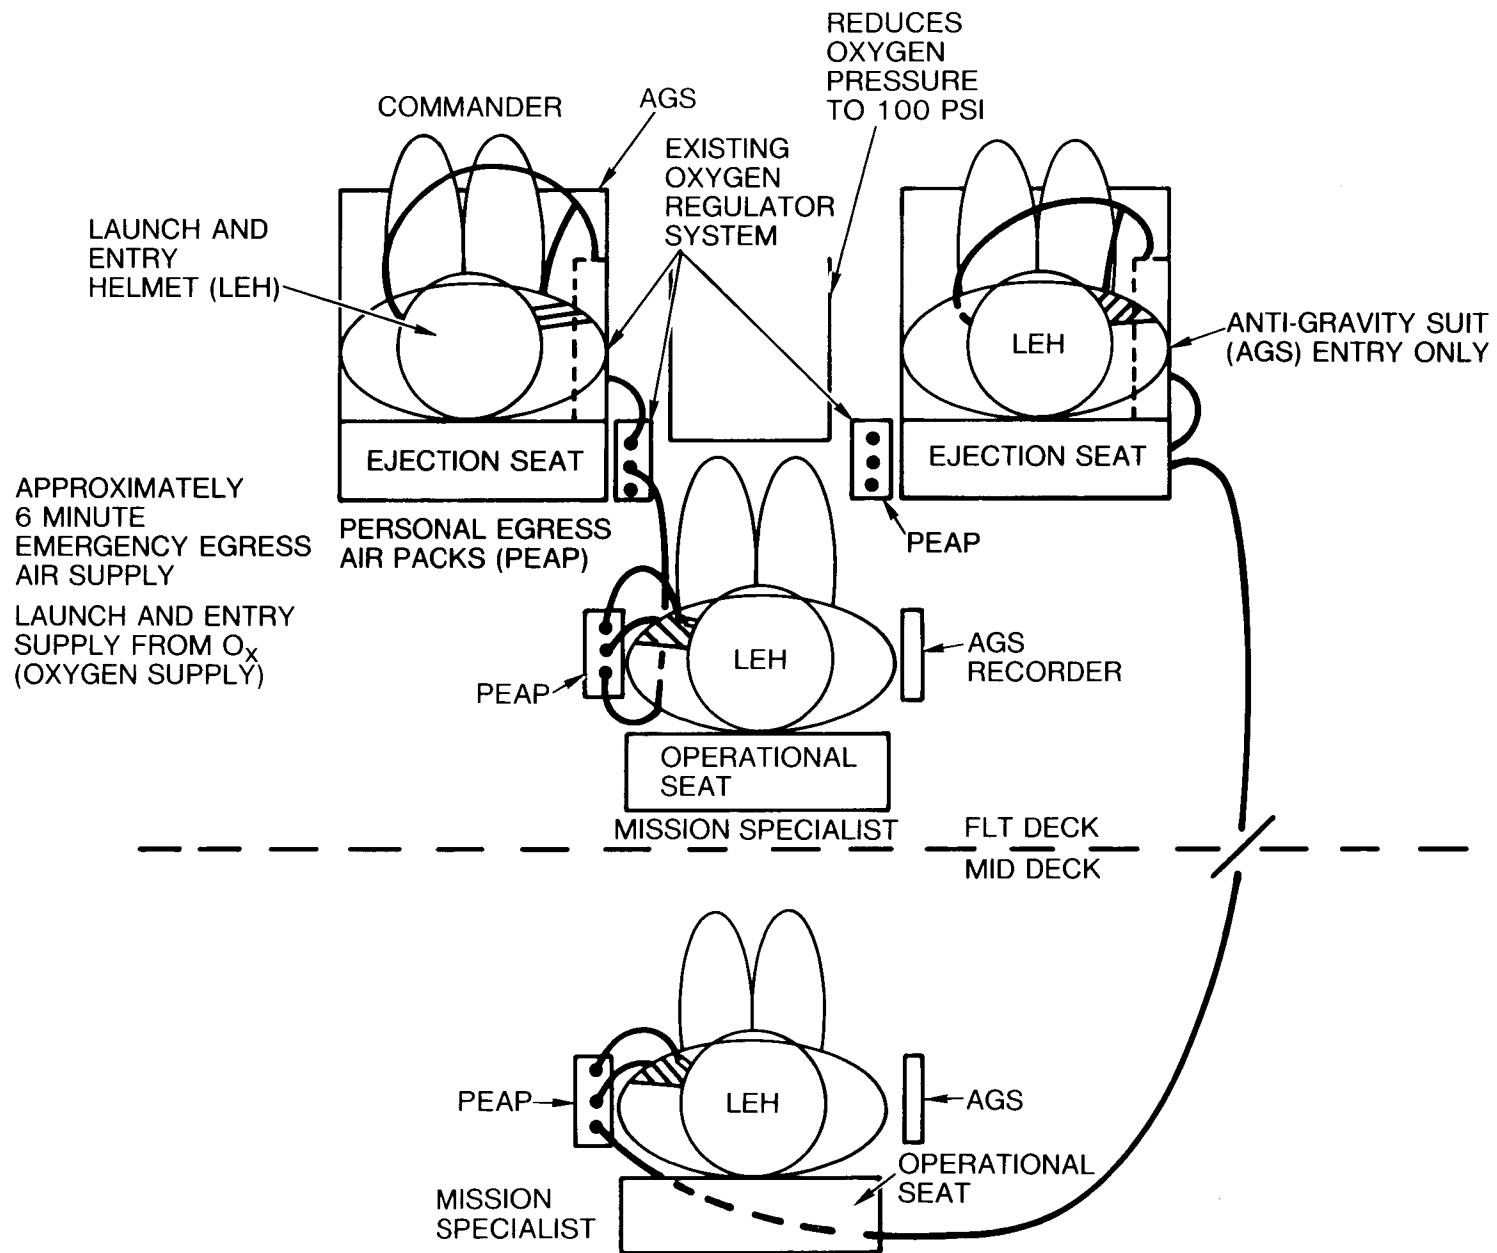 REDUCES
OXYGEN
PRESSURE
TO 100 PSI
COMMANDER
AGS
EXISTING
OXYGEN
REGULATOR
SYSTEM
LAUNCH AND
ENTRY
HELMET (LEH)
LEH
ANTI-GRAVITY SUIT
(AGS) ENTRY ONLY
EJECTION SEAT
EJECTION SEAT
APPROXIMATELY
6 MINUTE
EMERGENCY EGRESS
AIR SUPPLY
PERSONAL EGRESS
AIR PACKS (PEAP)
PEAP
LAUNCH AND ENTRY
SUPPLY FROM Ox
(OXYGEN SUPPLY)
PEAP
LEH
AGS
RECORDER
OPERATIONAL
SEAT
MISSION SPECIALIST
FLT DECK
MID DECK
PEAP
LEH
AGS
OPERATIONAL
SEAT
MISSION
SPECIALIST